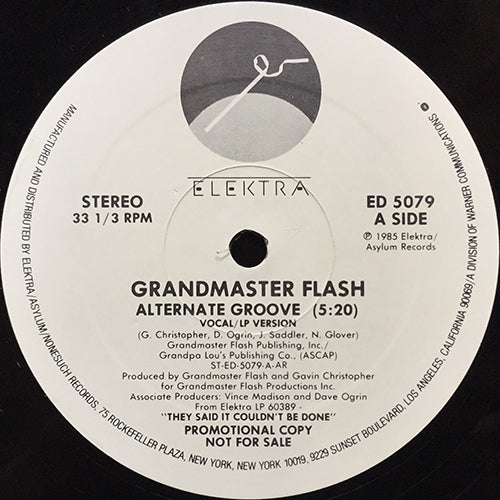 ELEKTRA
STEREO
33 1/3 RPM
ED 5079
A SIDE
℗ 1985 Elektra/
Asylum Records
GRANDMASTER FLASH
ALTERNATE GROOVE (5:20)
VOCAL/LP VERSION
(G. Christopher, D. Ogrin, J. Saddler, N. Glover)
Grandmaster Flash Publishing, Inc./
Grandpa Lou's Publishing Co., (ASCAP)
ST-ED-5079-A-AR
Produced by Grandmaster Flash and Gavin Christopher
for Grandmaster Flash Productions Inc.
Associate Producers: Vince Madison and Dave Ogrin
From Elektra LP 60389 -
"THEY SAID IT COULDN'T BE DONE"
PROMOTIONAL COPY
NOT FOR SALE
MANUFACTURED AND DISTRIBUTED BY ELEKTRA/ASYLUM/NONESUCH RECORDS, 75 ROCKEFELLER PLAZA, NEW YORK, NEW YORK 10019, 9229 SUNSET BOULEVARD, LOS ANGELES, CALIFORNIA 90069/A DIVISION OF WARNER COMMUNICATIONS